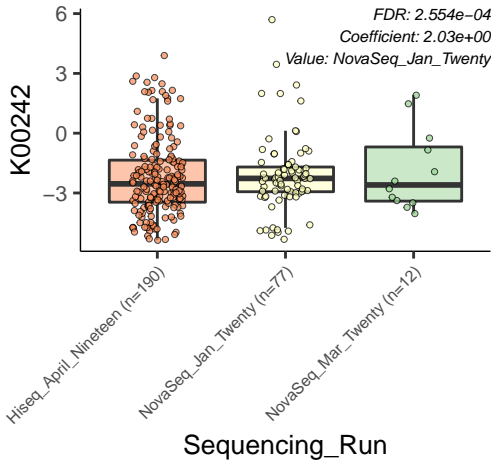 FDR: 2.554e−04
Coefficient: 2.03e+00
Value: NovaSeq_Jan_Twenty
6
3
0
−3
K00242
Hiseq_April_Nineteen (n=190)
NovaSeq_Jan_Twenty (n=77)
NovaSeq_Mar_Twenty (n=12)
Sequencing_Run